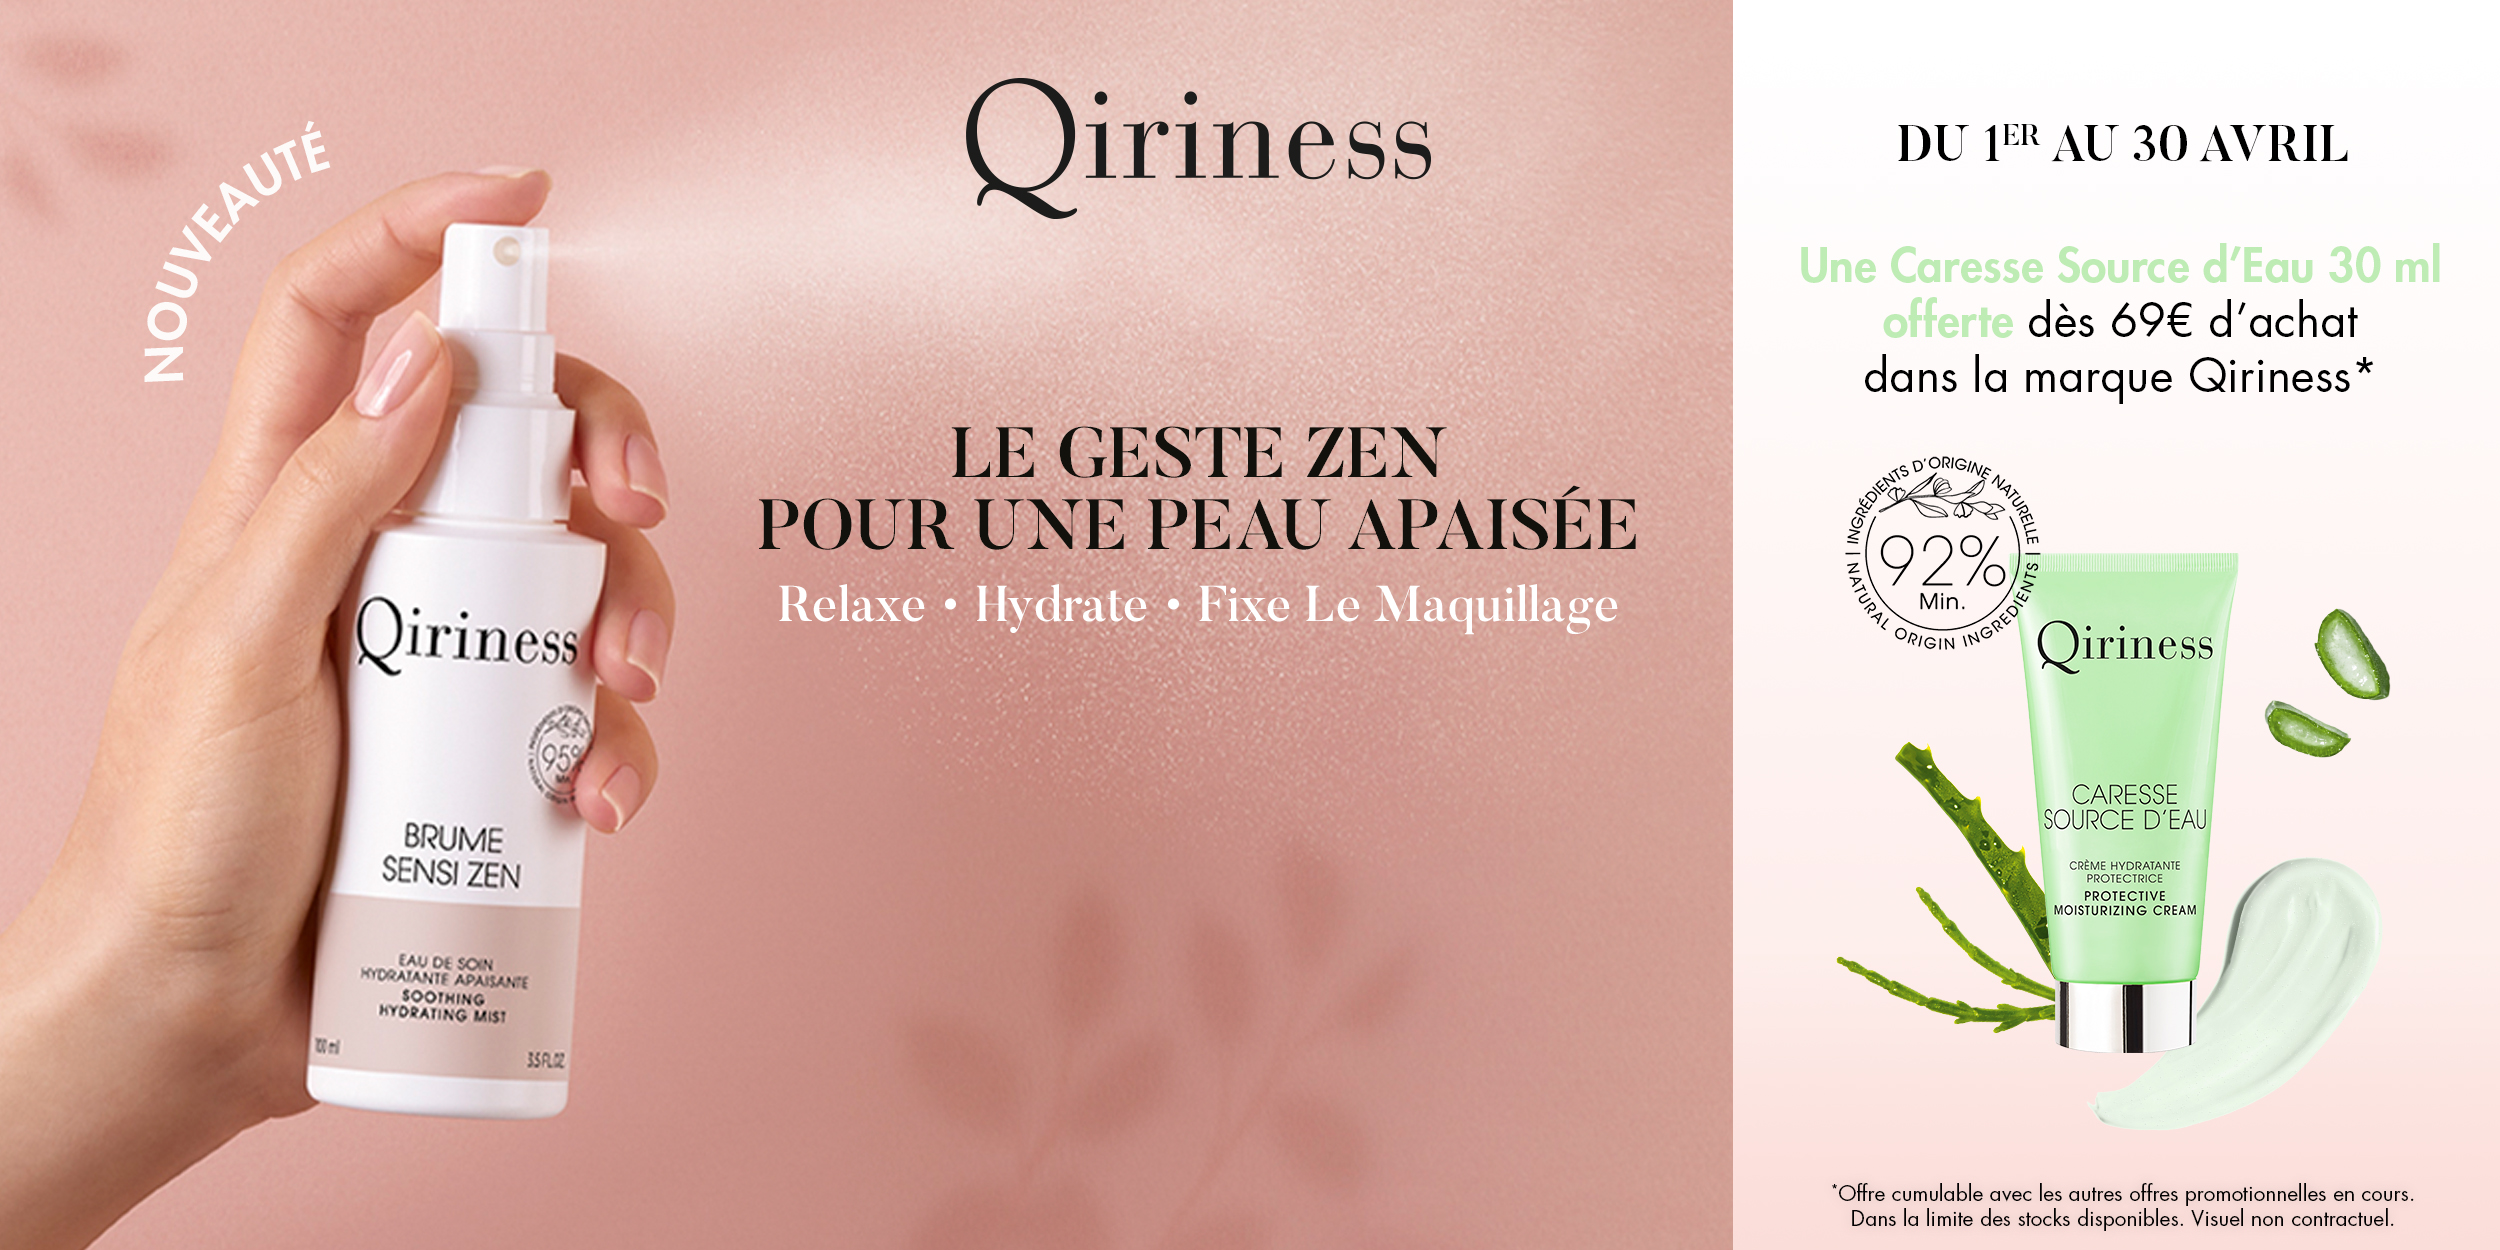 NOUVEAUTÉ
Qiriness
LE GESTE ZEN
POUR UNE PEAU APAISÉE
Relaxe • Hydrate • Fixe Le Maquillage
Qiriness
95%
BRUME
SENSI ZEN
EAU DE SOIN
HYDRATANTE APAISANTE
SOOTHING
HYDRATING MIST
100 ml
3.5 FL.OZ
DU 1ER AU 30 AVRIL
Une Caresse Source d'Eau 30 ml
offerte dès 69€ d'achat
dans la marque Qiriness*
INGRÉDIENTS D'ORIGINE NATURELLE
92%
Min.
NATURAL ORIGIN INGREDIENTS
Qiriness
CARESSE
SOURCE D'EAU
CRÈME HYDRATANTE
PROTECTRICE
PROTECTIVE
MOISTURIZING CREAM
*Offre cumulable avec les autres offres promotionnelles en cours.
Dans la limite des stocks disponibles. Visuel non contractuel.